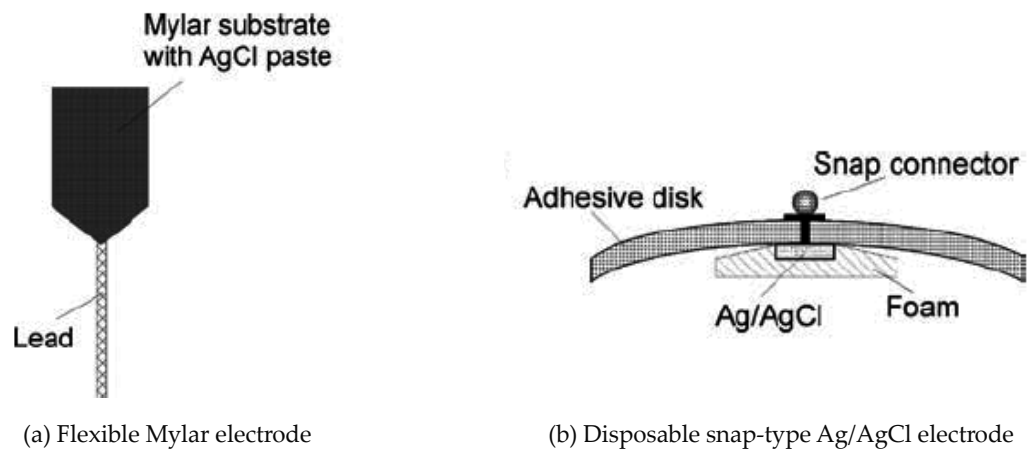 Mylar substrate
with AgCl paste
Lead
Snap connector
Adhesive disk
Ag/AgCl
Foam
(a) Flexible Mylar electrode
(b) Disposable snap-type Ag/AgCl electrode